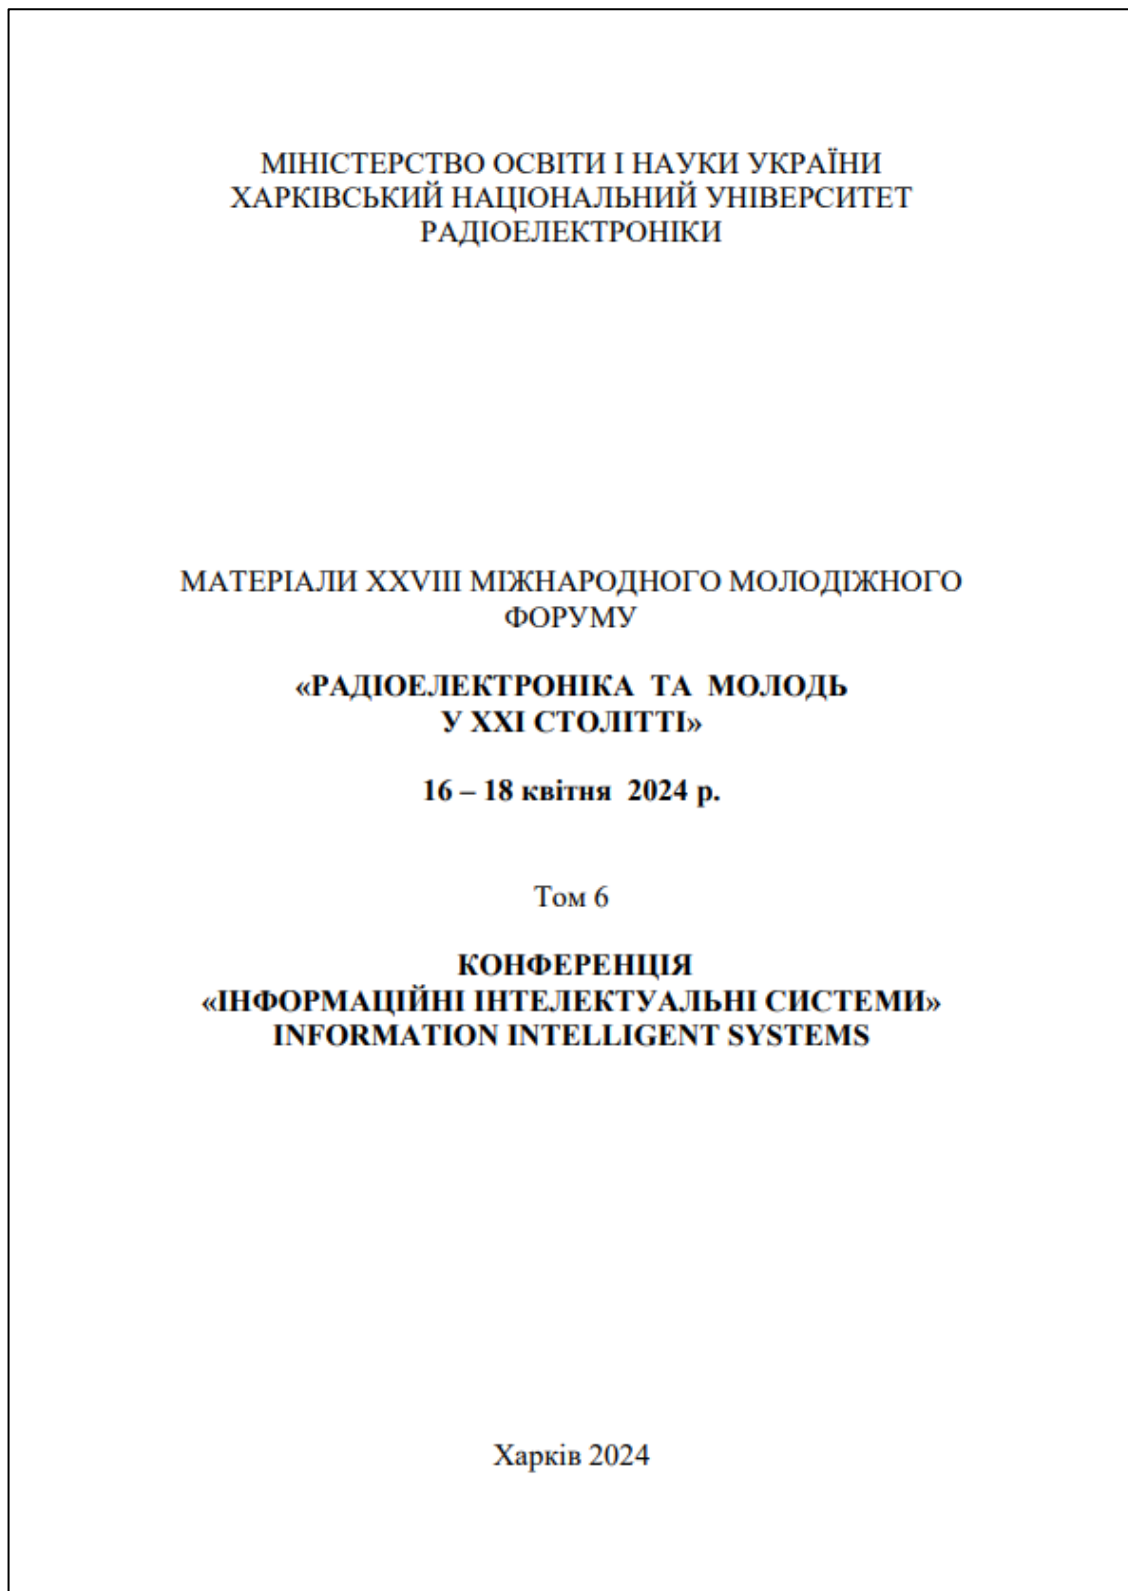 МІНІСТЕРСТВО ОСВІТИ І НАУКИ УКРАЇНИ
ХАРКІВСЬКИЙ НАЦІОНАЛЬНИЙ УНІВЕРСИТЕТ
РАДІОЕЛЕКТРОНІКИ
МАТЕРІАЛИ XXVIII МІЖНАРОДНОГО МОЛОДІЖНОГО
ФОРУМУ
«РАДІОЕЛЕКТРОНІКА ТА МОЛОДЬ
У XXI СТОЛІТТІ»
16 – 18 квітня 2024 р.
Том 6
КОНФЕРЕНЦІЯ
«ІНФОРМАЦІЙНІ ІНТЕЛЕКТУАЛЬНІ СИСТЕМИ»
INFORMATION INTELLIGENT SYSTEMS
Харків 2024